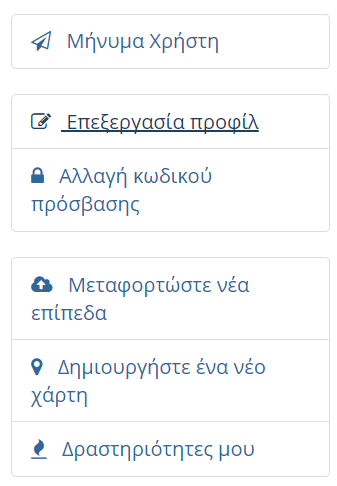 Μήνυμα Χρήστη
Επεξεργασία προφίλ
Αλλαγή κωδικού
πρόσβασης
Μεταφορτώστε νέα
επίπεδα
Δημιουργήστε ένα νέο
χάρτη
Δραστηριότητες μου